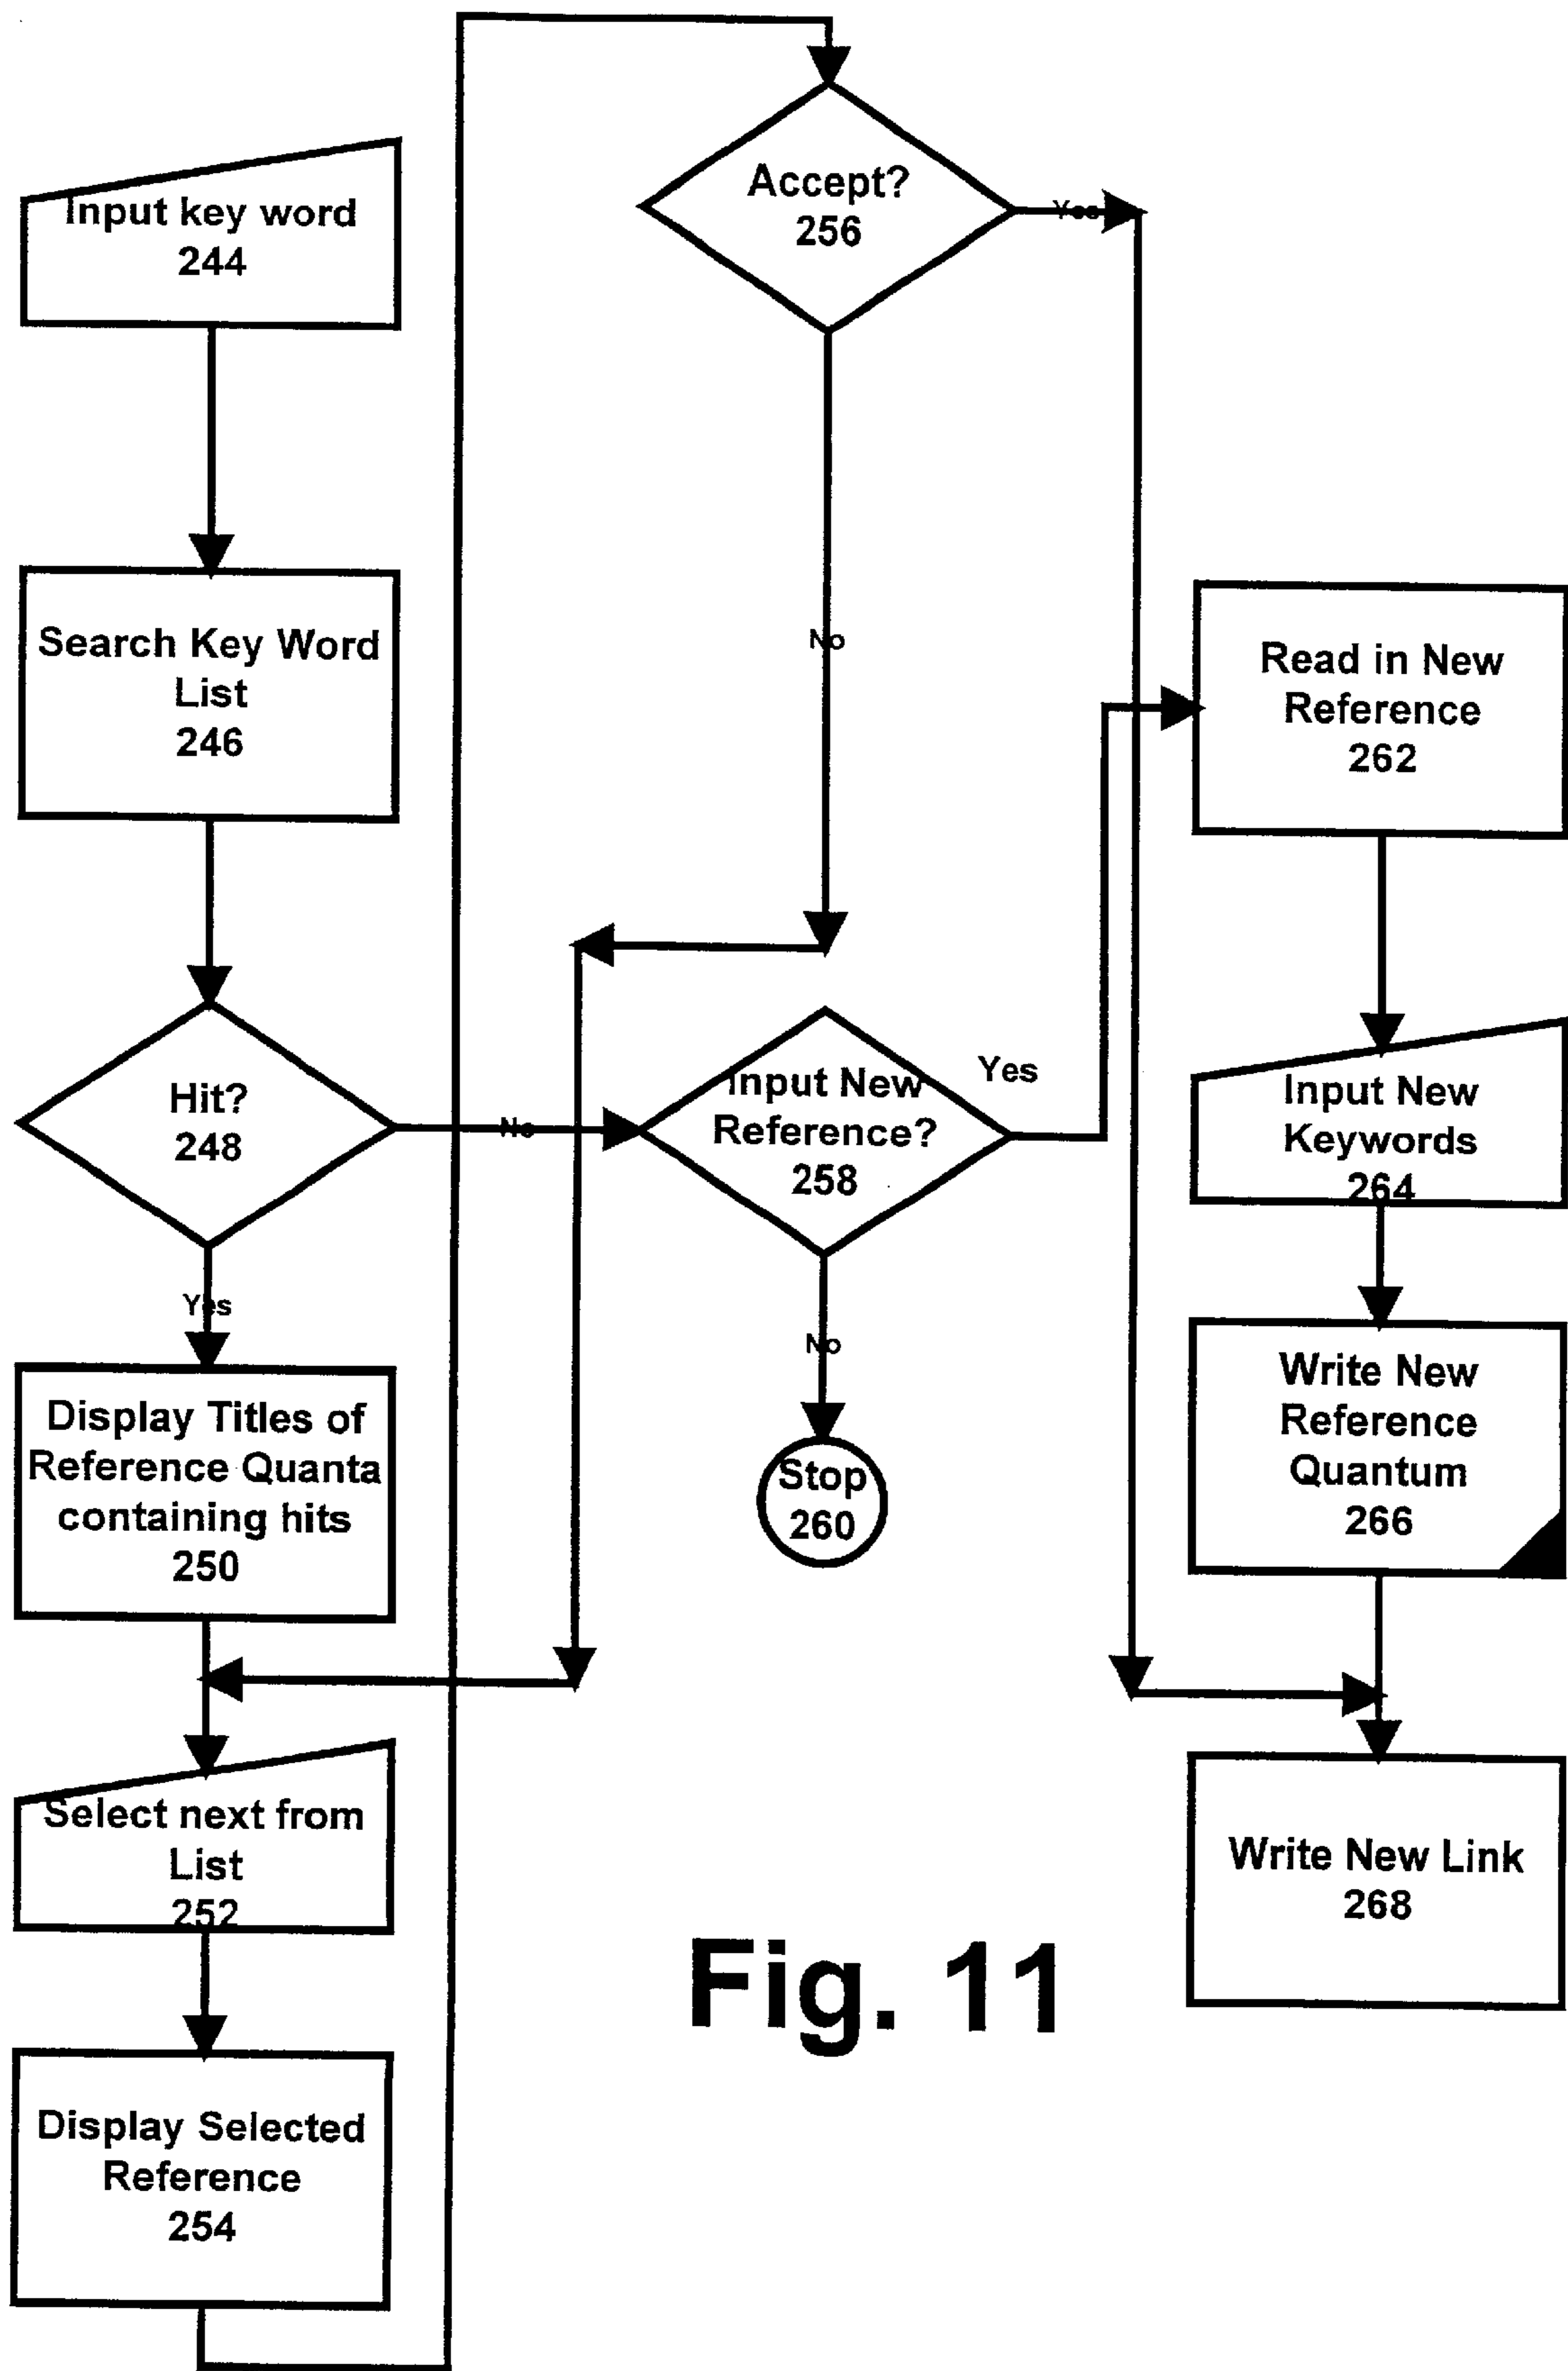 Input key word
244
Search Key Word
List
246
Hit?
248
No
Yes
Display Titles of
Reference Quanta
containing hits
250
Select next from
List
252
Display Selected
Reference
254
Accept?
256
Yes
No
Input New
Reference?
258
Yes
No
Stop
260
Read in New
Reference
262
Input New
Keywords
264
Write New
Reference
Quantum
266
Write New Link
268
Fig. 11